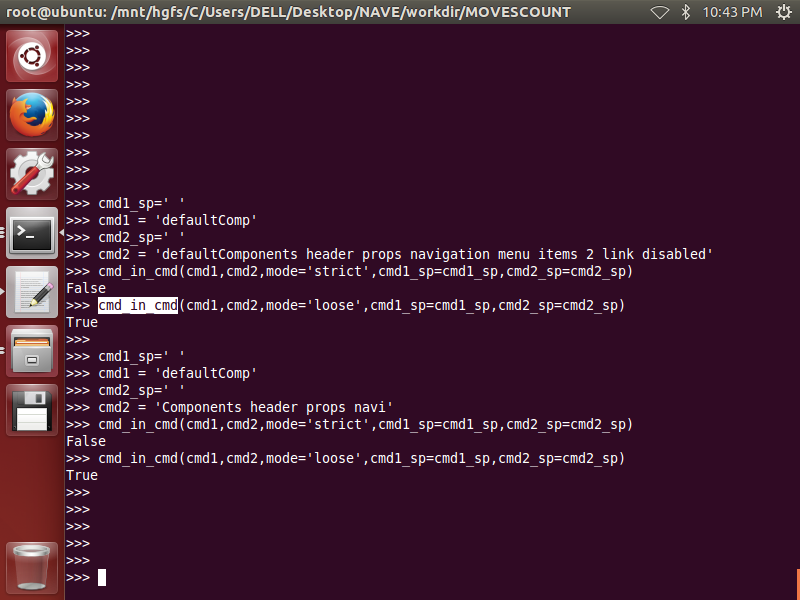 root@ubuntu: /mnt/hgfs/C/Users/DELL/Desktop/NAVE/workdir/MOVESCOUNT 10:43 PM
>>>
>>>
>>>
>>>
>>>
>>>
>>>
>>>
>>>
>>>
>>> cmd1_sp=' '
>>> cmd1 = 'defaultComp'
>>> cmd2_sp=' '
>>> cmd2 = 'defaultComponents header props navigation menu items 2 link disabled'
>>> cmd_in_cmd(cmd1,cmd2,mode='strict',cmd1_sp=cmd1_sp,cmd2_sp=cmd2_sp)
False
>>> cmd_in_cmd(cmd1,cmd2,mode='loose',cmd1_sp=cmd1_sp,cmd2_sp=cmd2_sp)
True
>>>
>>> cmd1_sp=' '
>>> cmd1 = 'defaultComp'
>>> cmd2_sp=' '
>>> cmd2 = 'Components header props navi'
>>> cmd_in_cmd(cmd1,cmd2,mode='strict',cmd1_sp=cmd1_sp,cmd2_sp=cmd2_sp)
False
>>> cmd_in_cmd(cmd1,cmd2,mode='loose',cmd1_sp=cmd1_sp,cmd2_sp=cmd2_sp)
True
>>>
>>>
>>>
>>>
>>>
>>>